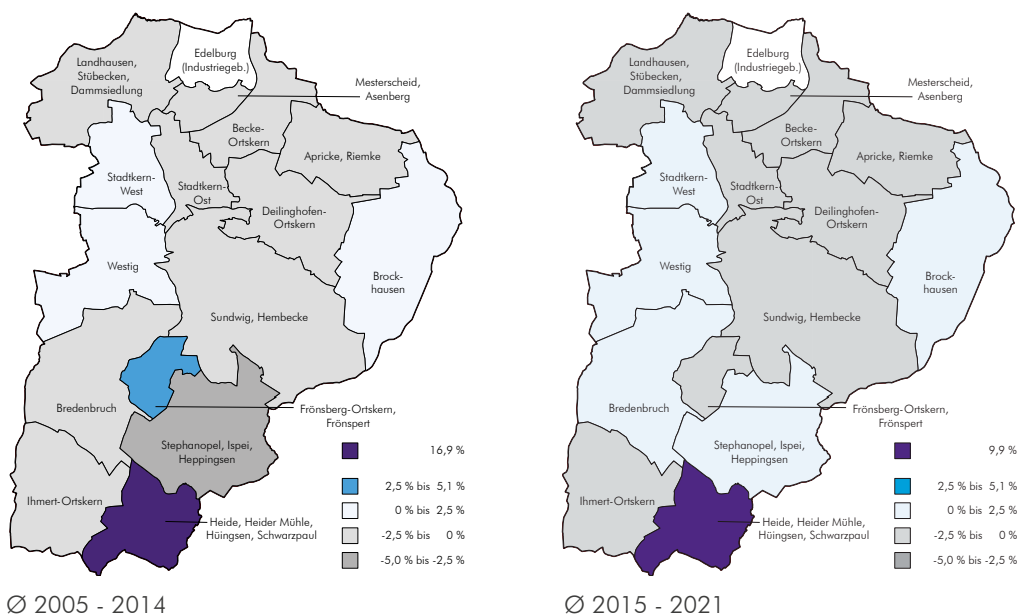 Edelburg
(Industriegeb.)
Landhausen,
Stübecken,
Dammsiedlung
Mesterscheid,
Asenberg
Becke-
Ortskern
Apricke, Riemke
Stadtkern-
West
Stadtkern-
Ost
Deilinghofen-
Ortskern
Westig
Brock-
hausen
Sundwig, Hembecke
Bredenbruch
Frönsberg-Ortskern,
Frönspert
Stephanopel, Ispei,
Heppingsen
Ihmert-Ortskern
Heide, Heider Mühle,
Hüingsen, Schwarzpaul
16,9 %
2,5 % bis 5,1 %
0 % bis 2,5 %
-2,5 % bis 0 %
-5,0 % bis -2,5 %
Ø 2005 - 2014
Edelburg
(Industriegeb.)
Landhausen,
Stübecken,
Dammsiedlung
Mesterscheid,
Asenberg
Becke-
Ortskern
Apricke, Riemke
Stadtkern-
West
Stadtkern-
Ost
Deilinghofen-
Ortskern
Westig
Brock-
hausen
Sundwig, Hembecke
Bredenbruch
Frönsberg-Ortskern,
Frönspert
Stephanopel, Ispei,
Heppingsen
Ihmert-Ortskern
Heide, Heider Mühle,
Hüingsen, Schwarzpaul
9,9 %
2,5 % bis 5,1 %
0 % bis 2,5 %
-2,5 % bis 0 %
-5,0 % bis -2,5 %
Ø 2015 - 2021